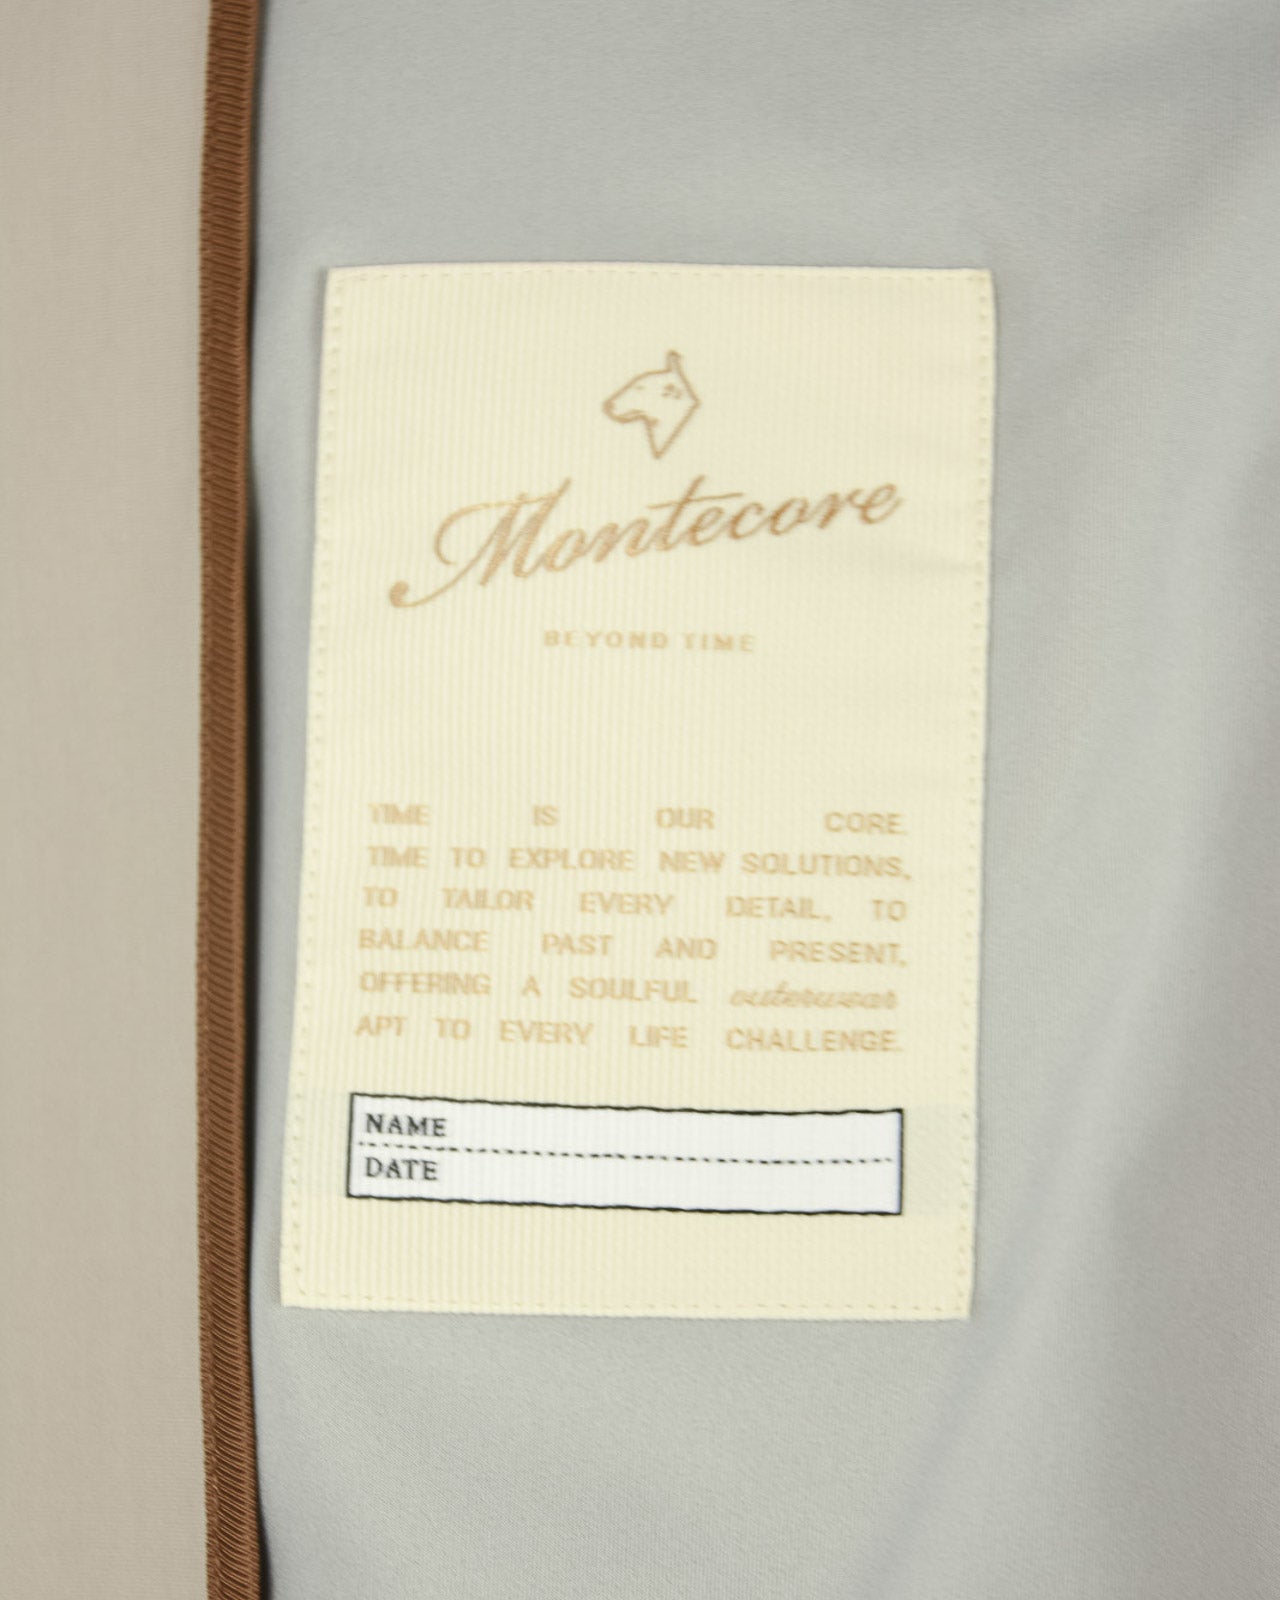 Montecore
BEYOND TIME
TIME IS OUR CORE.
TIME TO EXPLORE NEW SOLUTIONS,
TO TAILOR EVERY DETAIL, TO
BALANCE PAST AND PRESENT,
OFFERING A SOULFUL outerwear
APT TO EVERY LIFE CHALLENGE.
NAME
DATE